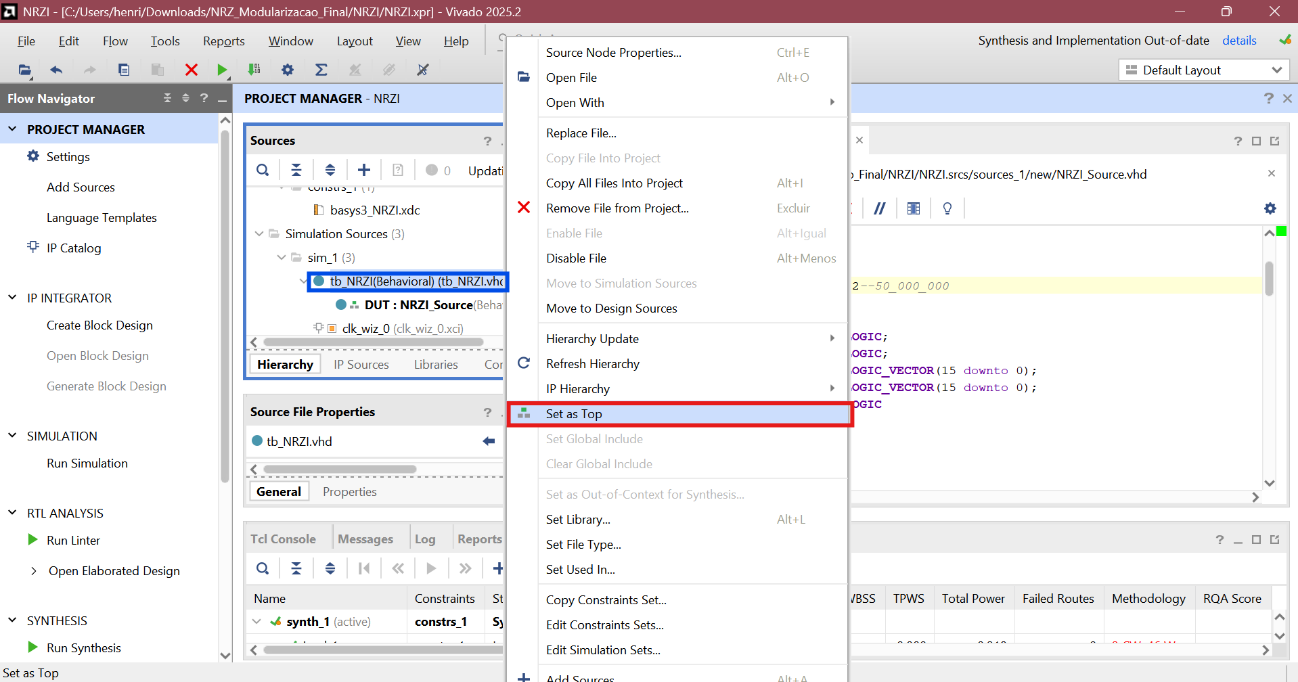 NRZI - [C:/Users/henri/Downloads/NRZ_Modularizacao_Final/NRZI/NRZI.xpr] - Vivado 2025.2
File Edit Flow Tools Reports Window Layout View Help
Synthesis and Implementation Out-of-date details
Default Layout
Flow Navigator
PROJECT MANAGER
Settings
Add Sources
Language Templates
IP Catalog
IP INTEGRATOR
Create Block Design
Open Block Design
Generate Block Design
SIMULATION
Run Simulation
RTL ANALYSIS
Run Linter
Open Elaborated Design
SYNTHESIS
Run Synthesis
Set as Top
PROJECT MANAGER - NRZI
Sources
0 Updati
constrs_1 (1)
basys3_NRZI.xdc
Simulation Sources (3)
sim_1 (3)
tb_NRZI(Behavioral) (tb_NRZI.vhd
DUT : NRZI_Source(Beha
clk_wiz_0 (clk_wiz_0.xci)
Hierarchy IP Sources Libraries Con
Source File Properties
tb_NRZI.vhd
General Properties
Tcl Console Messages Log Reports
Name Constraints St
synth_1 (active) constrs_1 Sy
Source Node Properties... Ctrl+E
Open File Alt+O
Open With
Replace File...
Copy File Into Project
Copy All Files Into Project Alt+I
Remove File from Project... Excluir
Enable File Alt+Igual
Disable File Alt+Menos
Move to Simulation Sources
Move to Design Sources
Hierarchy Update
Refresh Hierarchy
IP Hierarchy
Set as Top
Set Global Include
Clear Global Include
Set as Out-of-Context for Synthesis...
Set Library... Alt+L
Set File Type...
Set Used In...
Copy Constraints Set...
Edit Constraints Sets...
Edit Simulation Sets...
Add Sources Alt+A
o_Final/NRZI/NRZI.srcs/sources_1/new/NRZI_Source.vhd
2--50_000_000
OGIC;
OGIC;
OGIC_VECTOR(15 downto 0);
OGIC_VECTOR(15 downto 0);
OGIC
WBSS TPWS Total Power Failed Routes Methodology RQA Score